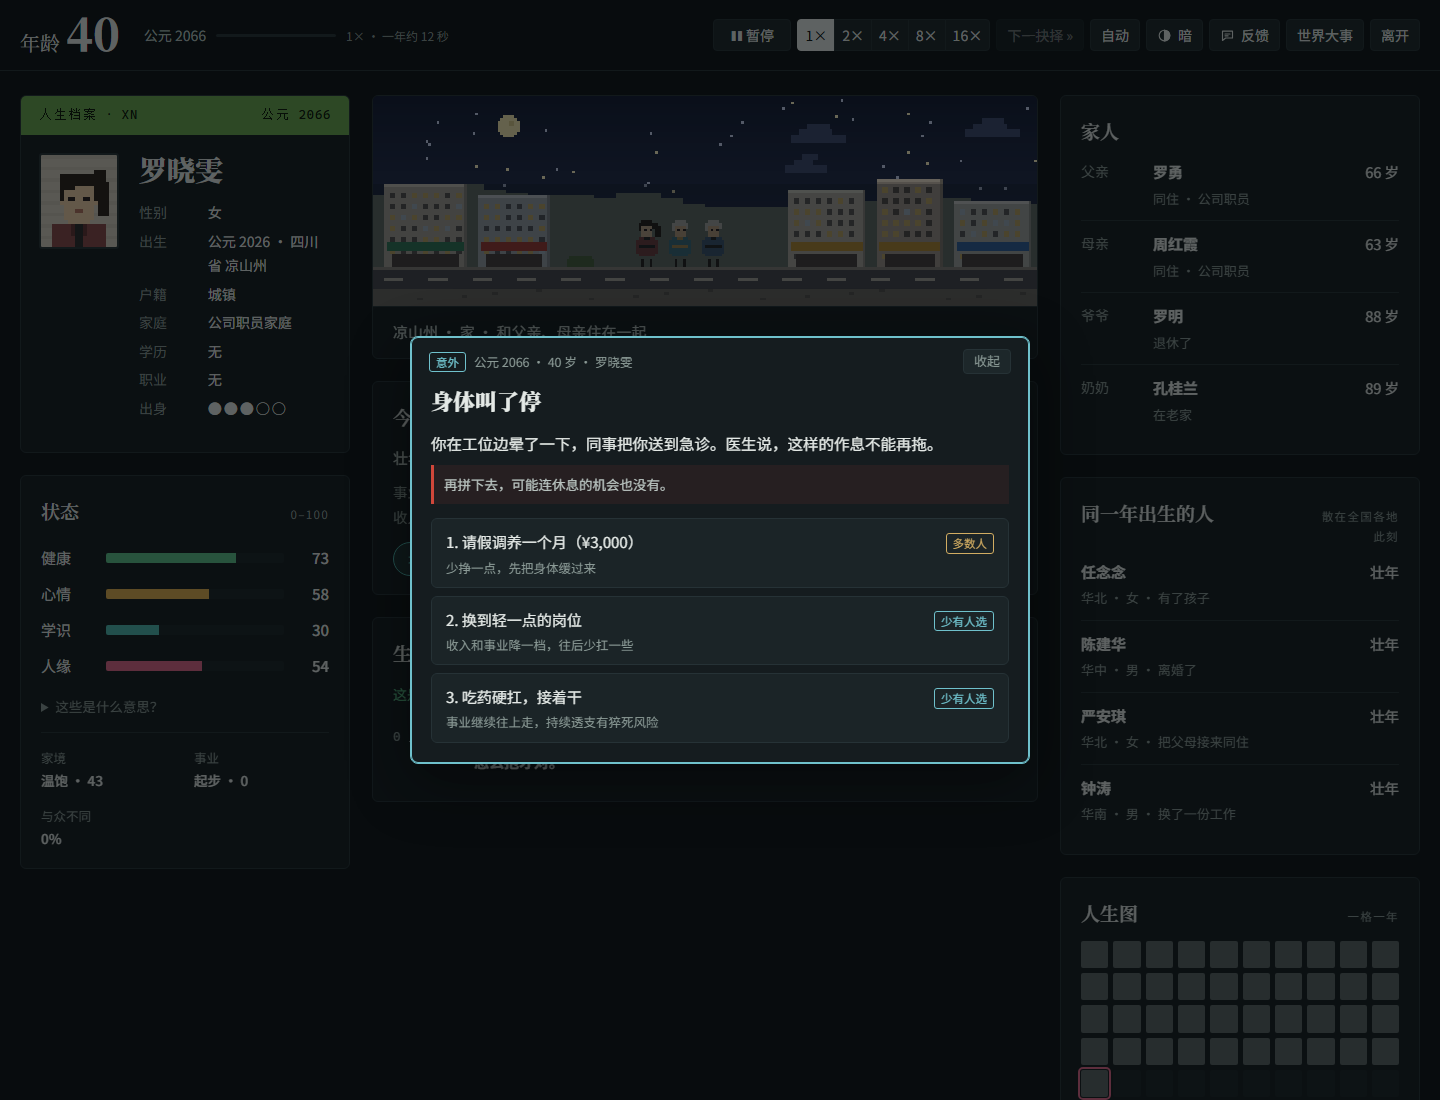 年龄 40 公元 2066 1× · 一年约 12 秒 暂停 1× 2× 4× 8× 16× 下一抉择 » 自动 暗 反馈 世界大事 离开
人生档案 · XN 公元 2066
罗晓雯
性别 女
出生 公元 2026 · 四川
省 凉山州
户籍 城镇
家庭 公司职员家庭
学历 无
职业 无
出身
状态 0–100
健康 73
心情 58
学识 30
人缘 54
▶ 这些是什么意思？
家境 事业
温饱 · 43 起步 · 0
与众不同
0%
凉山州 · 家 · 和父亲、母亲住在一起
意外 公元 2066 · 40 岁 · 罗晓雯 收起
身体叫了停
你在工位边晕了一下，同事把你送到急诊。医生说，这样的作息不能再拖。
再拼下去，可能连休息的机会也没有。
1. 请假调养一个月（¥3,000） 多数人
少挣一点，先把身体缓过来
2. 换到轻一点的岗位 少有人选
收入和事业降一档，往后少扛一些
3. 吃药硬扛，接着干 少有人选
事业继续往上走，持续透支有猝死风险
今
壮
事
收
生
这
0
家人
父亲 罗勇 66 岁
同住 · 公司职员
母亲 周红霞 63 岁
同住 · 公司职员
爷爷 罗明 88 岁
退休了
奶奶 孔桂兰 89 岁
在老家
同一年出生的人 散在全国各地
此刻
任念念 壮年
华北 · 女 · 有了孩子
陈建华 壮年
华中 · 男 · 离婚了
严安琪 壮年
华北 · 女 · 把父母接来同住
钟涛 壮年
华南 · 男 · 换了一份工作
人生图 一格一年